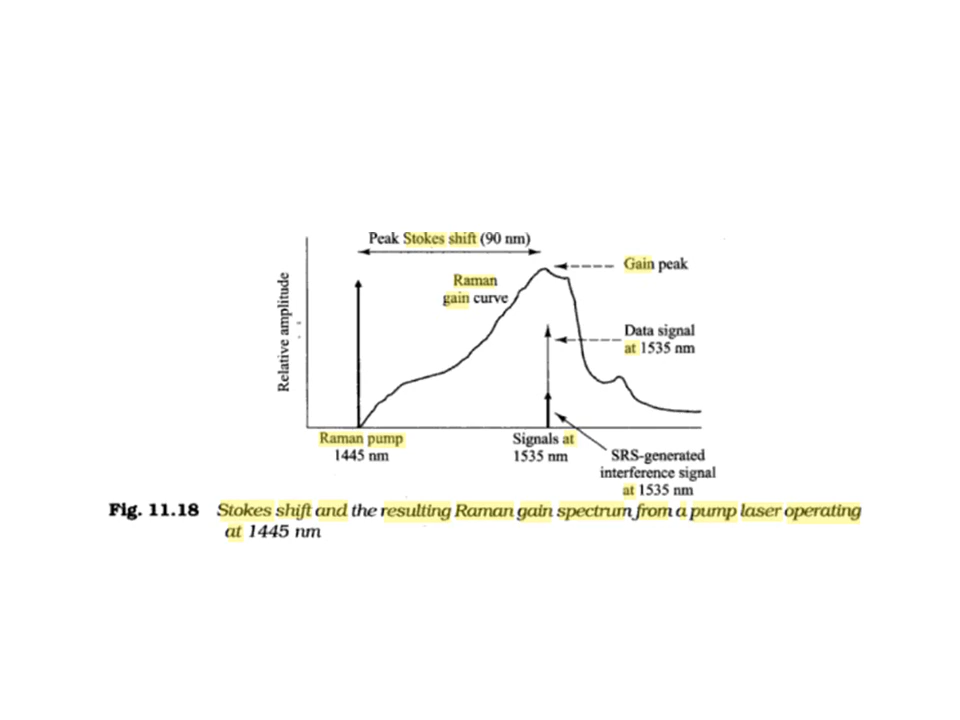 Peak Stokes shift (90 nm)
Gain peak
Raman
gain curve
Relative amplitude
Data signal
at 1535 nm
Raman pump
1445 nm
Signals at
1535 nm
SRS-generated
interference signal
at 1535 nm
Fig. 11.18 Stokes shift and the resulting Raman gain spectrum from a pump laser operating
at 1445 nm